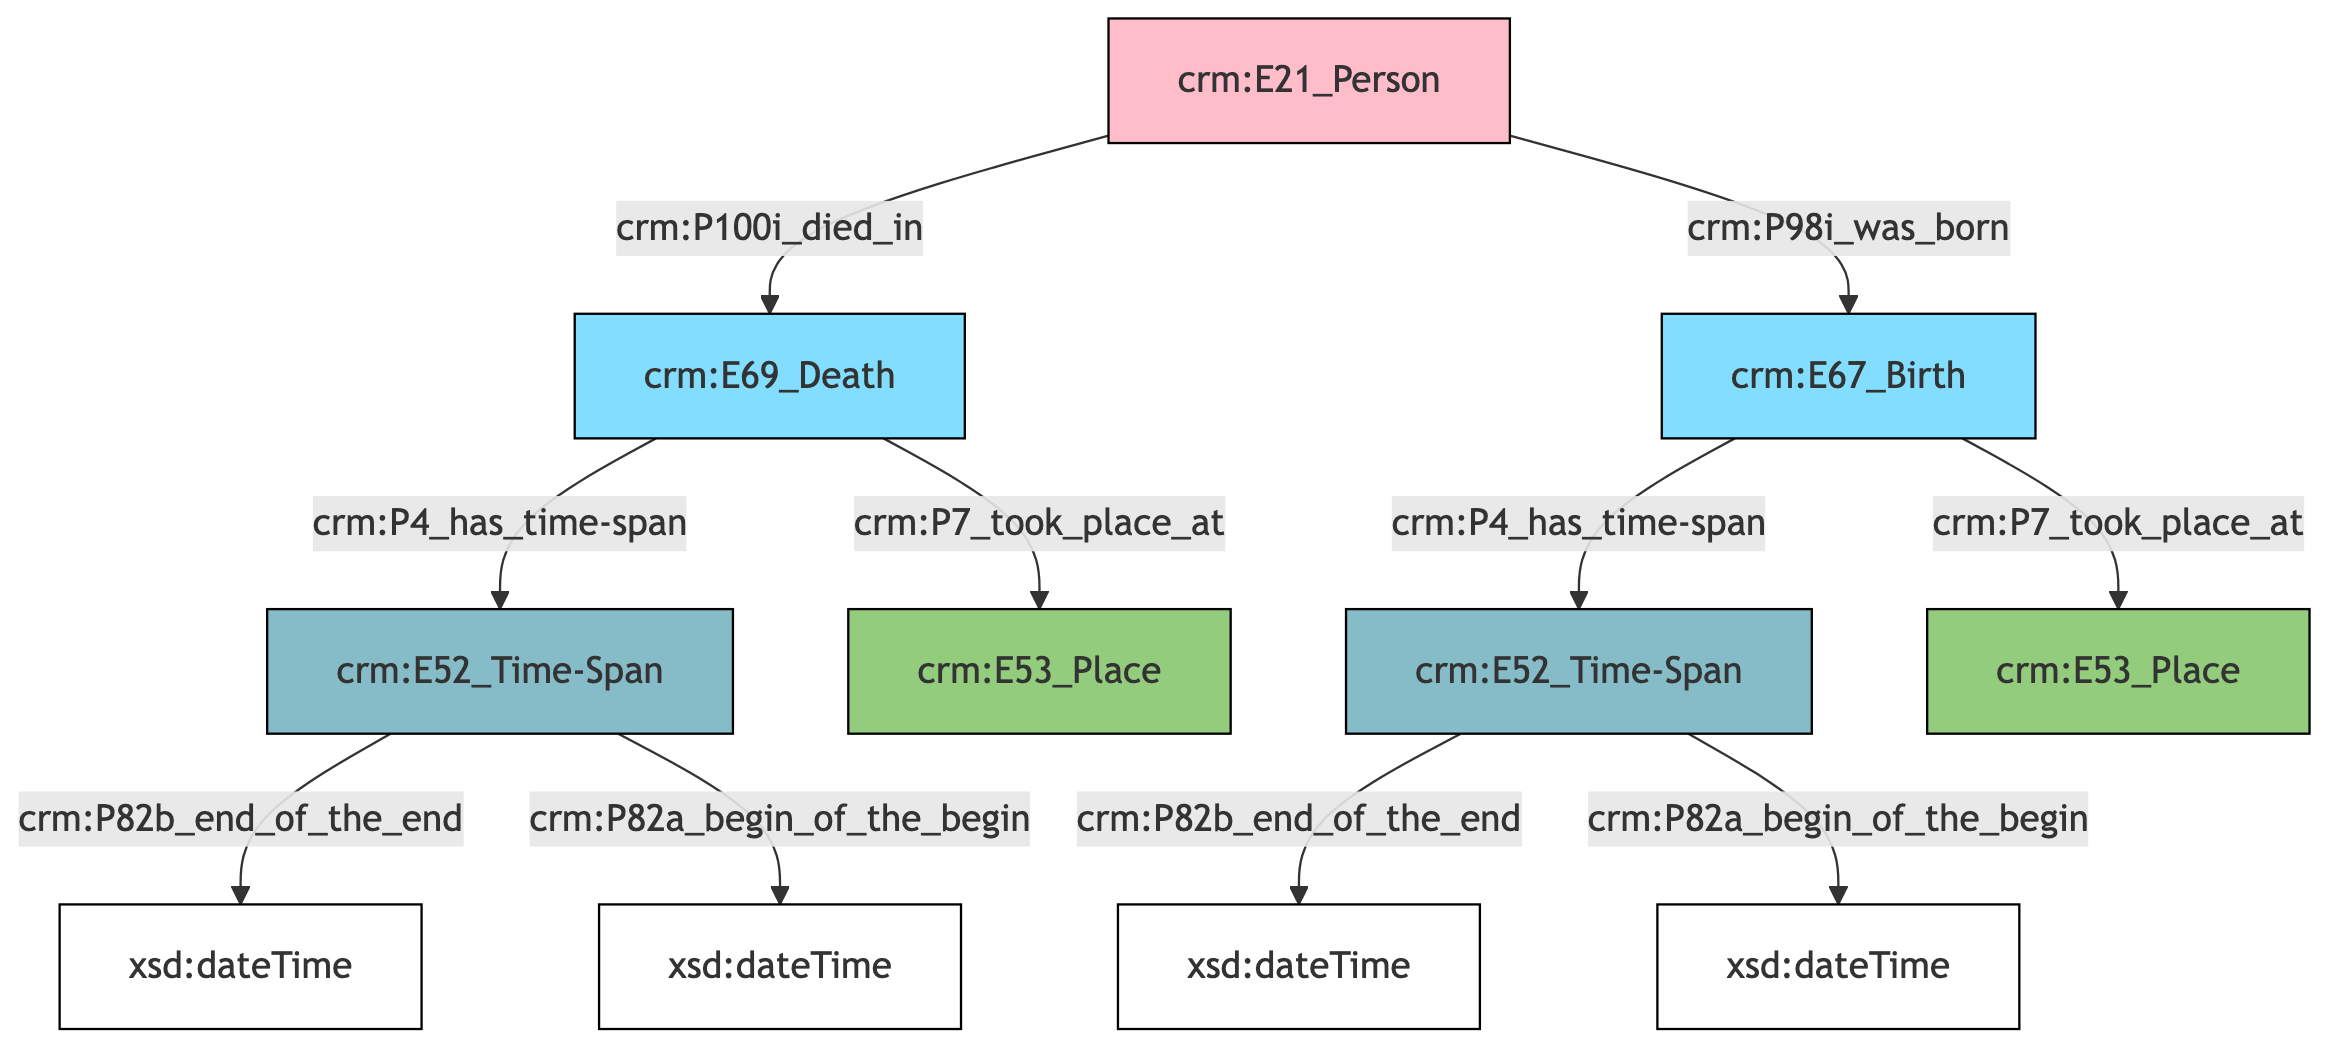 crm:E21_Person
crm:P100i_died_in
crm:P98i_was_born
crm:E69_Death
crm:E67_Birth
crm:P4_has_time-span
crm:P7_took_place_at
crm:P4_has_time-span
crm:P7_took_place_at
crm:E52_Time-Span
crm:E53_Place
crm:E52_Time-Span
crm:E53_Place
crm:P82b_end_of_the_end
crm:P82a_begin_of_the_begin
crm:P82b_end_of_the_end
crm:P82a_begin_of_the_begin
xsd:dateTime
xsd:dateTime
xsd:dateTime
xsd:dateTime